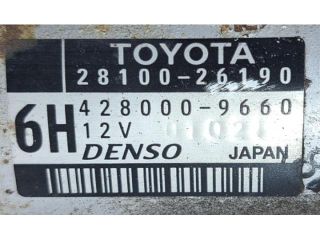 TOYOTA
28100-26190
6H
428000-9660
12V
DENSO JAPAN